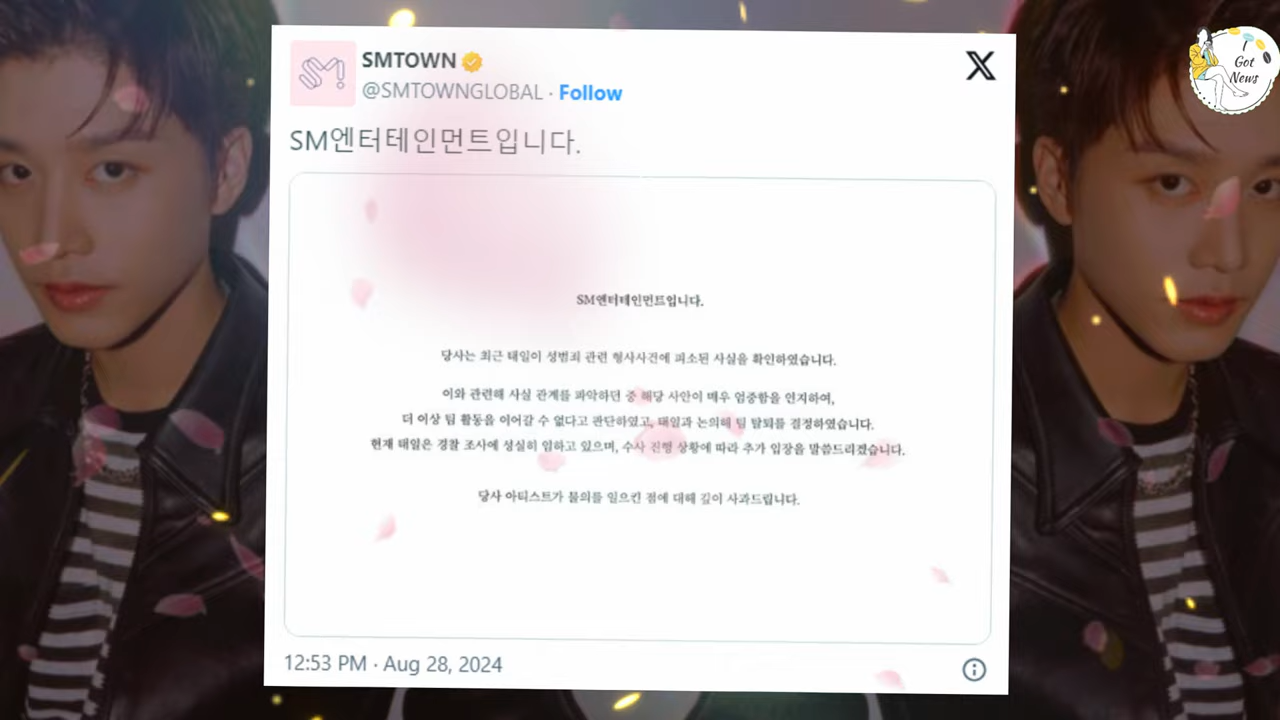 I
Got
News
SM!
SMTOWN
X
@SMTOWNGLOBAL · Follow
SM엔터테인먼트입니다.
SM엔터테인먼트입니다.
당사는 최근 태일이 성범죄 관련 형사사건에 피소된 사실을 확인하였습니다.
이와 관련해 사실 관계를 파악하던 중 해당 사안이 매우 엄중함을 인지하여,
더 이상 팀 활동을 이어갈 수 없다고 판단하였고, 태일과 논의해 팀 탈퇴를 결정하였습니다.
현재 태일은 경찰 조사에 성실히 임하고 있으며, 수사 진행 상황에 따라 추가 입장을 말씀드리겠습니다.
당사 아티스트가 물의를 일으킨 점에 대해 깊이 사과드립니다.
12:53 PM · Aug 28, 2024